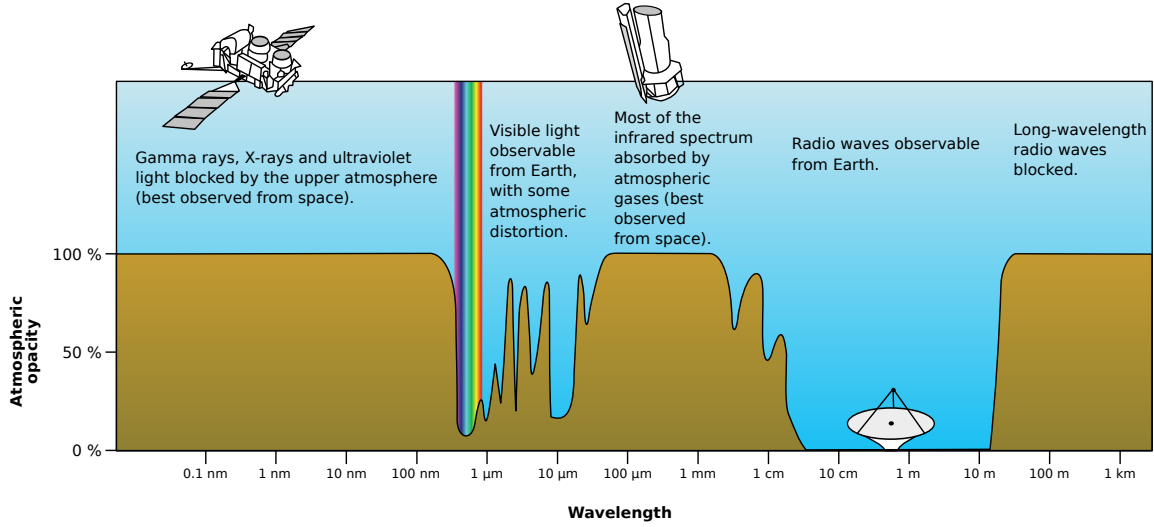 Gamma rays, X-rays and ultraviolet
light blocked by the upper atmosphere
(best observed from space).
Visible light
observable
from Earth,
with some
atmospheric
distortion.
Most of the
infrared spectrum
absorbed by
atmospheric
gases (best
observed
from space).
Radio waves observable
from Earth.
Long-wavelength
radio waves
blocked.
Atmospheric
opacity
100 %
50 %
0 %
0.1 nm
1 nm
10 nm
100 nm
1 µm
10 µm
100 µm
1 mm
1 cm
10 cm
1 m
10 m
100 m
1 km
Wavelength